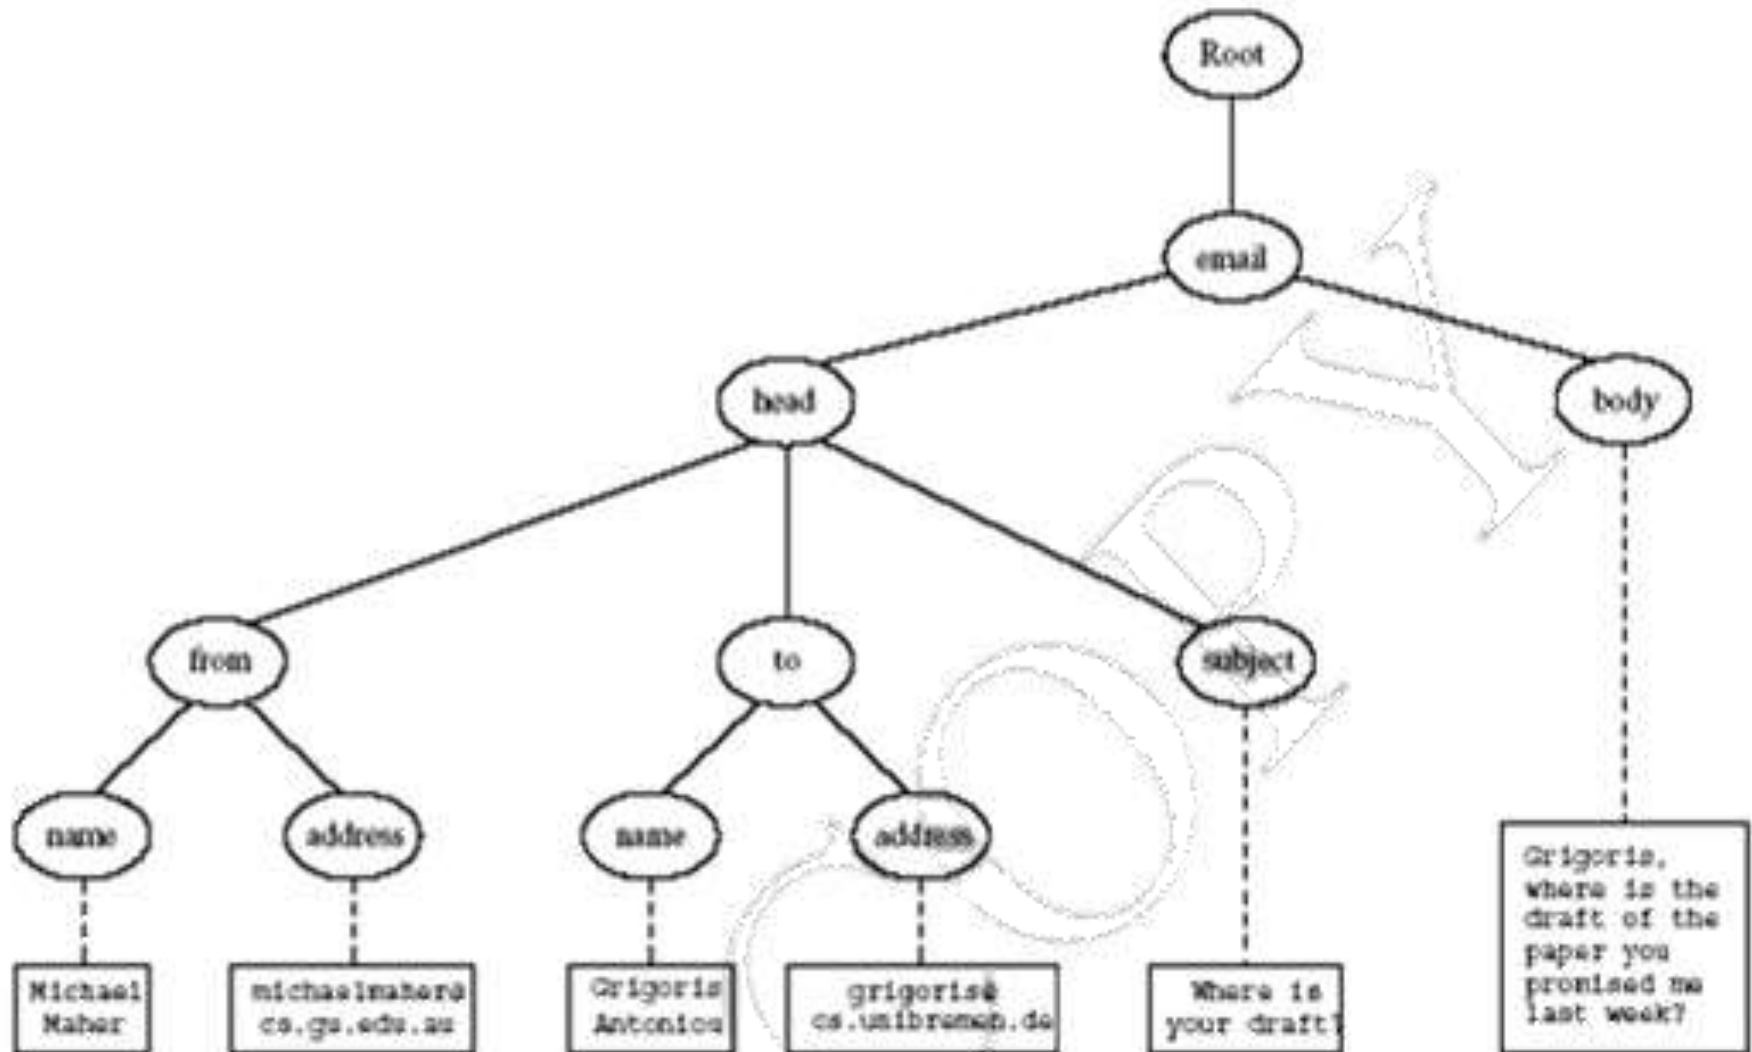 Root
email
head
body
from
to
subject
name
address
name
address
Michael
Maher
michaelmaher@
cs.gu.edu.au
Grigoris
Antoniou
grigoris@
cs.unibremen.de
Where is
your draft?
Grigoris,
where is the
draft of the
paper you
promised me
last week?
COPY